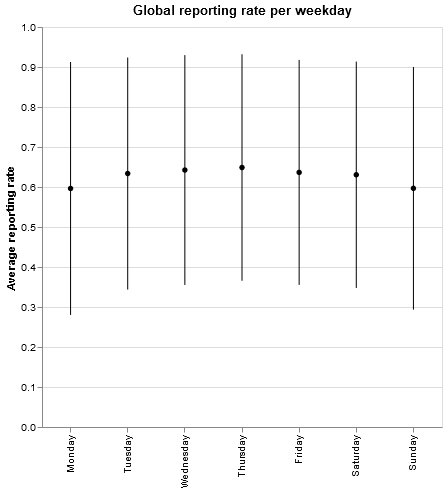 Global reporting rate per weekday
1.0
0.9
0.8
0.7
0.6
0.5
0.4
0.3
0.2
0.1
0.0
Average reporting rate
Monday
Tuesday
Wednesday
Thursday
Friday
Saturday
Sunday